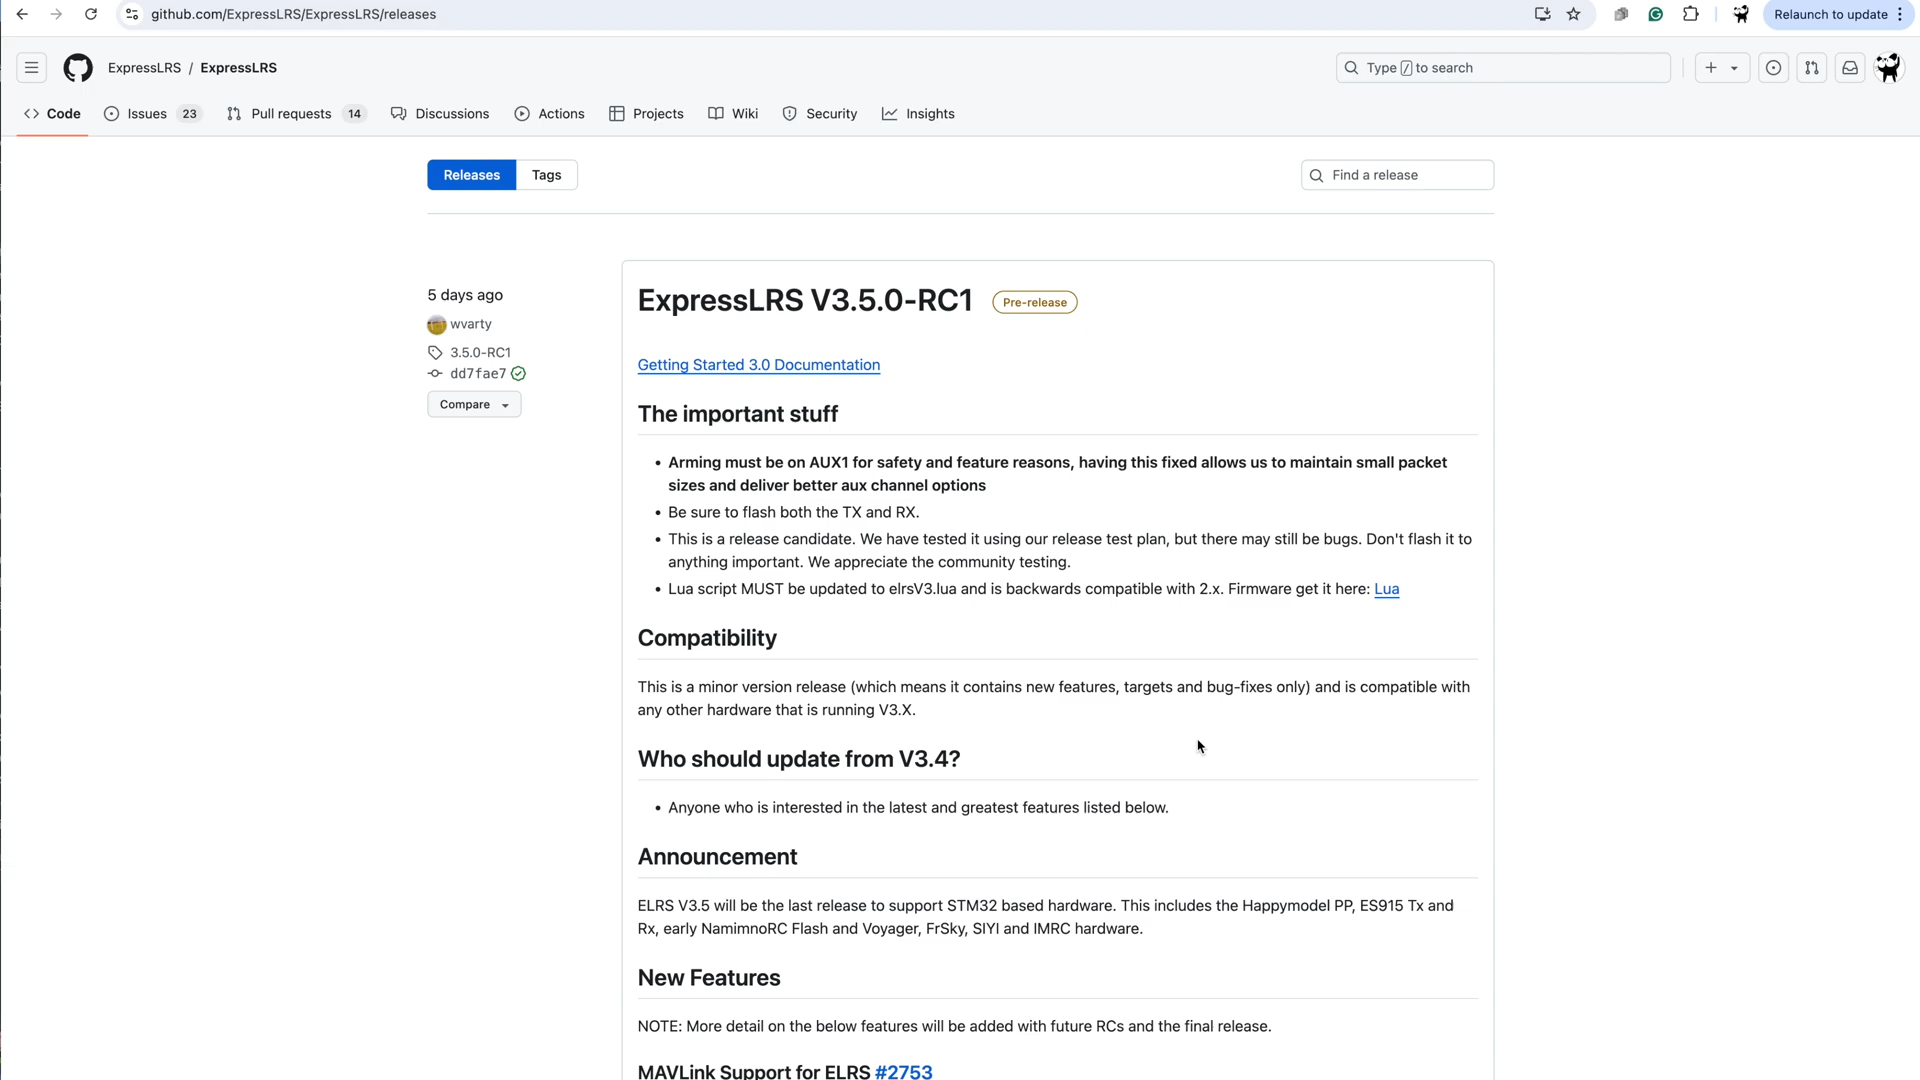 github.com/ExpressLRS/ExpressLRS/releases
Relaunch to update
ExpressLRS / ExpressLRS
Type / to search
Code
Issues 23
Pull requests 14
Discussions
Actions
Projects
Wiki
Security
Insights
Releases
Tags
Find a release
5 days ago
wvarty
3.5.0-RC1
dd7fae7
Compare
ExpressLRS V3.5.0-RC1 Pre-release
Getting Started 3.0 Documentation
The important stuff
• Arming must be on AUX1 for safety and feature reasons, having this fixed allows us to maintain small packet
sizes and deliver better aux channel options
• Be sure to flash both the TX and RX.
• This is a release candidate. We have tested it using our release test plan, but there may still be bugs. Don't flash it to
anything important. We appreciate the community testing.
• Lua script MUST be updated to elrsV3.lua and is backwards compatible with 2.x. Firmware get it here: Lua
Compatibility
This is a minor version release (which means it contains new features, targets and bug-fixes only) and is compatible with
any other hardware that is running V3.X.
Who should update from V3.4?
• Anyone who is interested in the latest and greatest features listed below.
Announcement
ELRS V3.5 will be the last release to support STM32 based hardware. This includes the Happymodel PP, ES915 Tx and
Rx, early NamimnoRC Flash and Voyager, FrSky, SIYI and IMRC hardware.
New Features
NOTE: More detail on the below features will be added with future RCs and the final release.
MAVLink Support for ELRS #2753